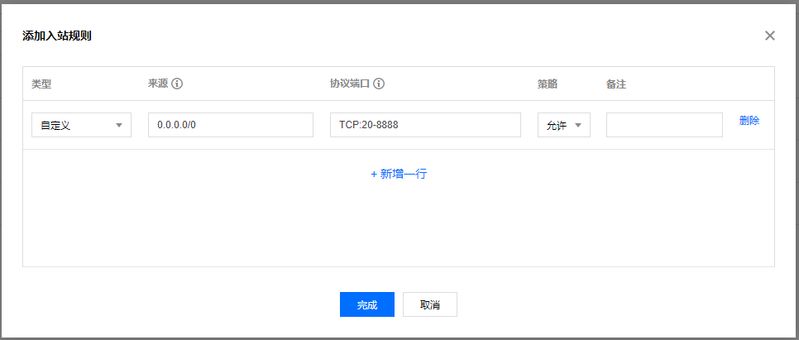 添加入站规则
类型 来源 协议端口 策略 备注
自定义 0.0.0.0/0 TCP:20-8888 允许 删除
+ 新增一行
完成 取消